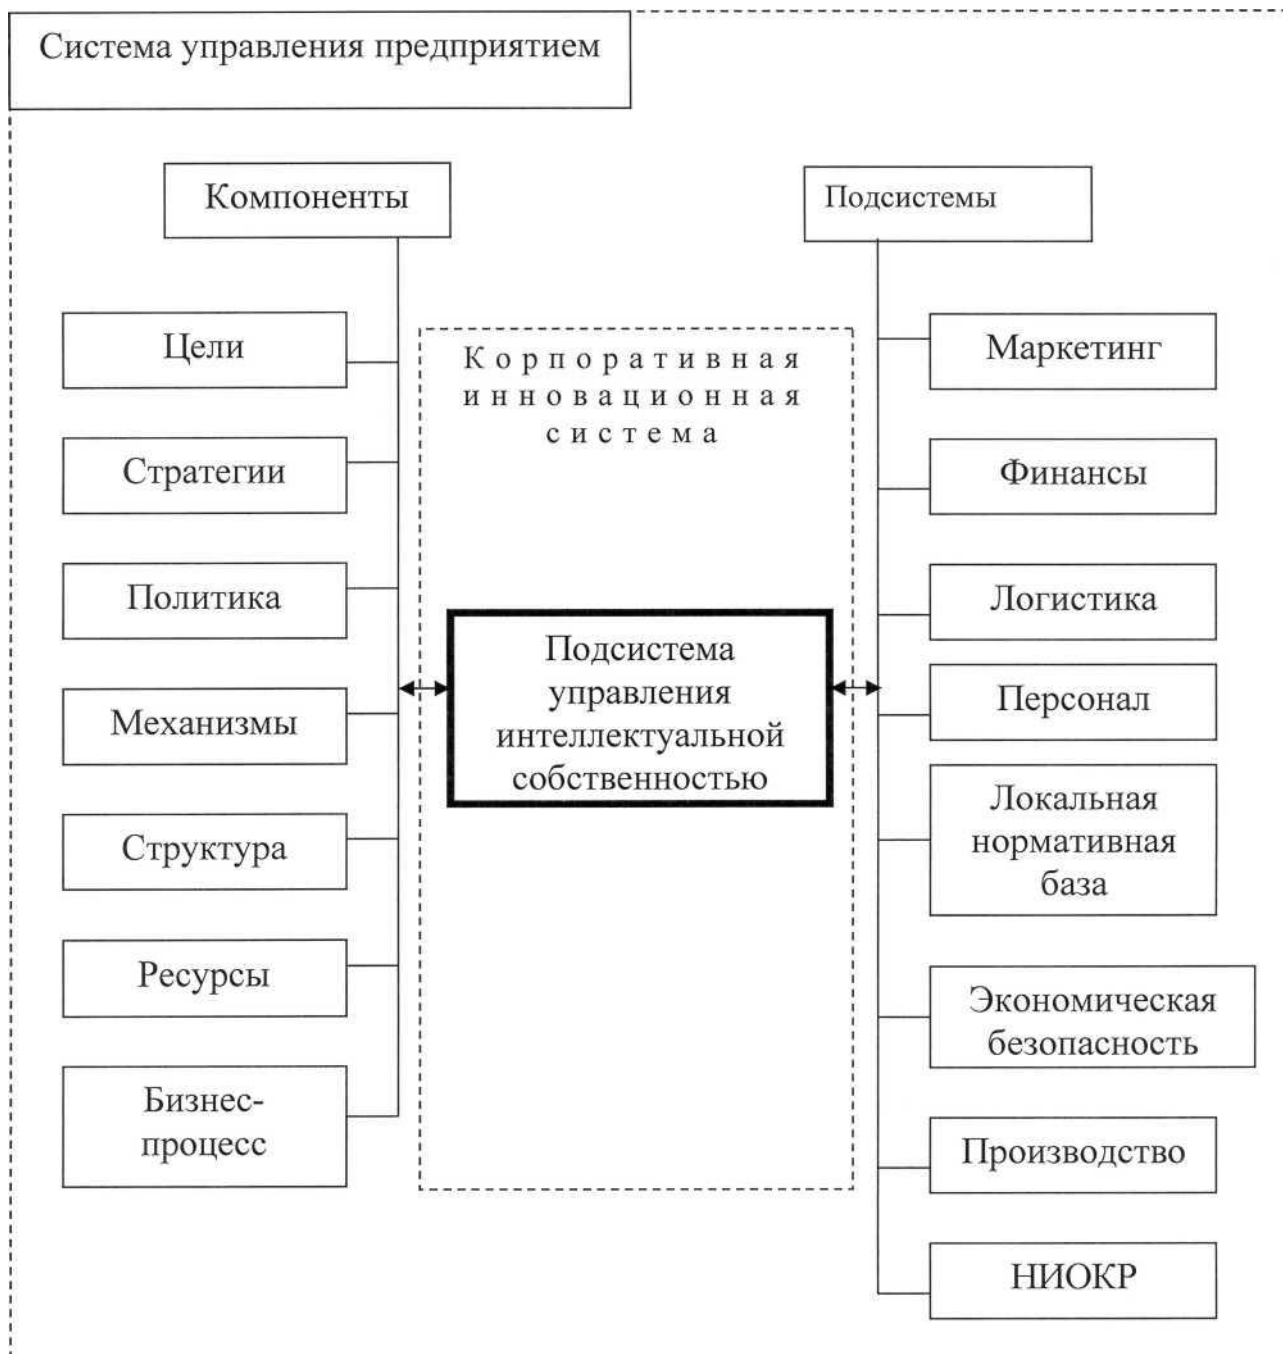 Система управления предприятием
Компоненты
Подсистемы
Цели
Стратегии
Политика
Механизмы
Структура
Ресурсы
Бизнес-
процесс
Корпоративная
инновационная
система
Подсистема
управления
интеллектуальной
собственностью
Маркетинг
Финансы
Логистика
Персонал
Локальная
нормативная
база
Экономическая
безопасность
Производство
НИОКР